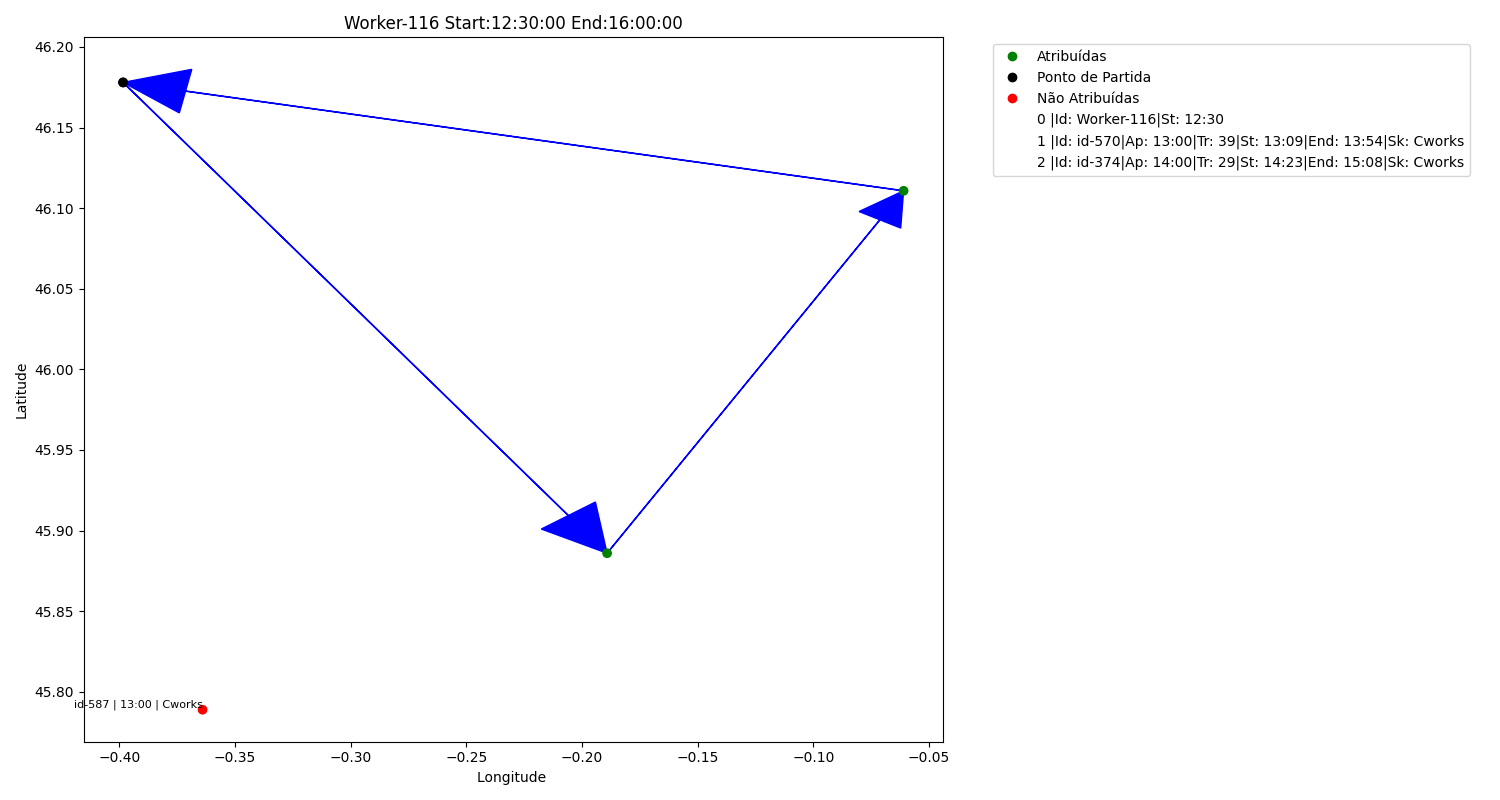 Worker-116 Start:12:30:00 End:16:00:00
46.20
46.15
46.10
46.05
46.00
45.95
45.90
45.85
45.80
Latitude
id-587 | 13:00 | Cworks
−0.40
−0.35
−0.30
−0.25
−0.20
−0.15
−0.10
−0.05
Longitude
Atribuídas
Ponto de Partida
Não Atribuídas
0 |Id: Worker-116|St: 12:30
1 |Id: id-570|Ap: 13:00|Tr: 39|St: 13:09|End: 13:54|Sk: Cworks
2 |Id: id-374|Ap: 14:00|Tr: 29|St: 14:23|End: 15:08|Sk: Cworks